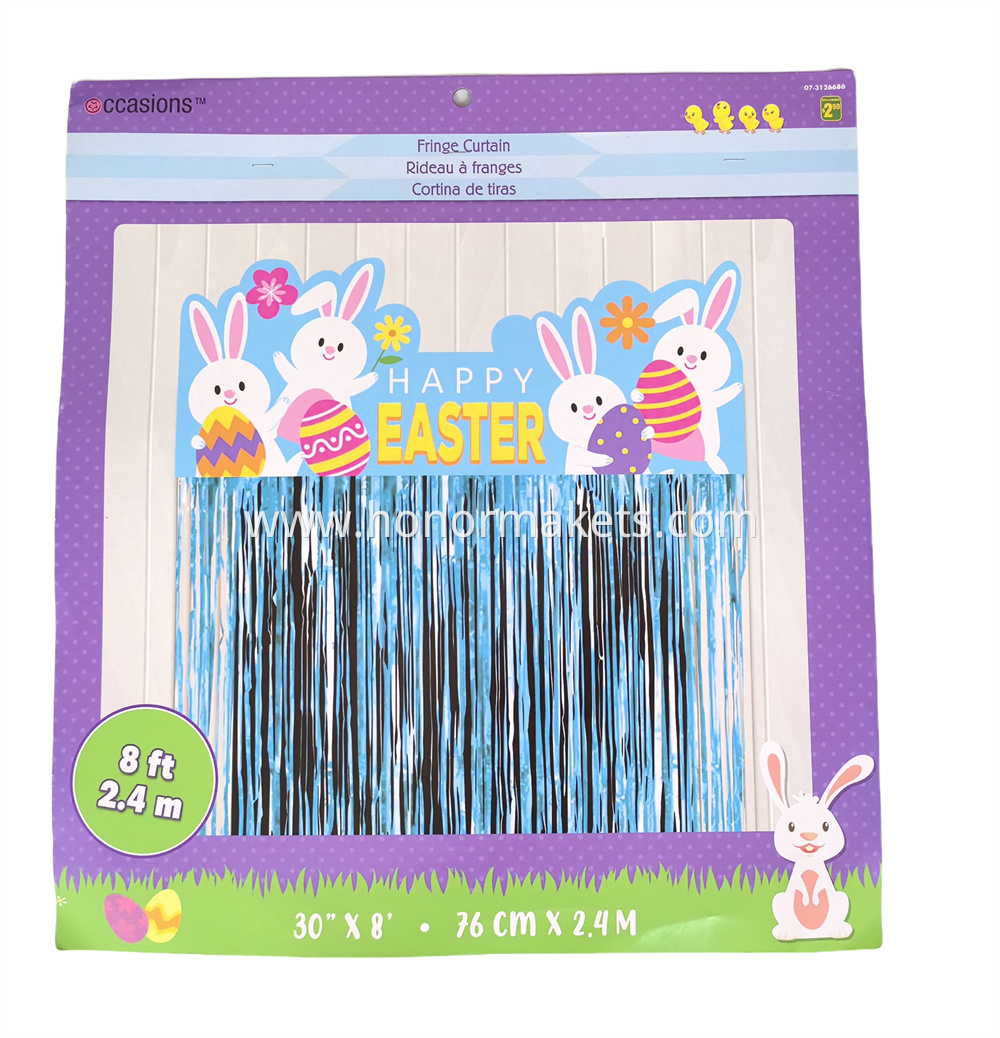 Occasions™
07-3126686
2.50
Fringe Curtain
Rideau à franges
Cortina de tiras
HAPPY
EASTER
www.honormakets.com
8 ft
2.4 m
30" X 8' • 76 CM X 2.4 M